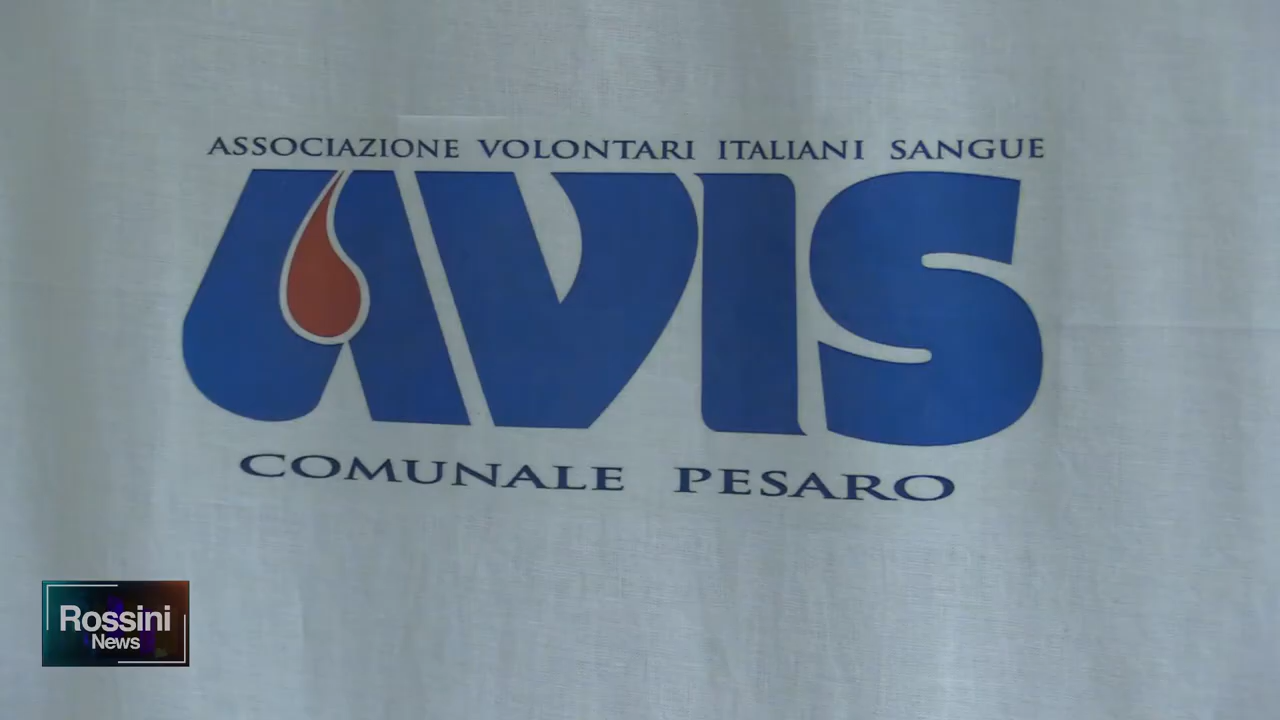 ASSOCIAZIONE VOLONTARI ITALIANI SANGUE
AVIS
COMUNALE PESARO
Rossini
News